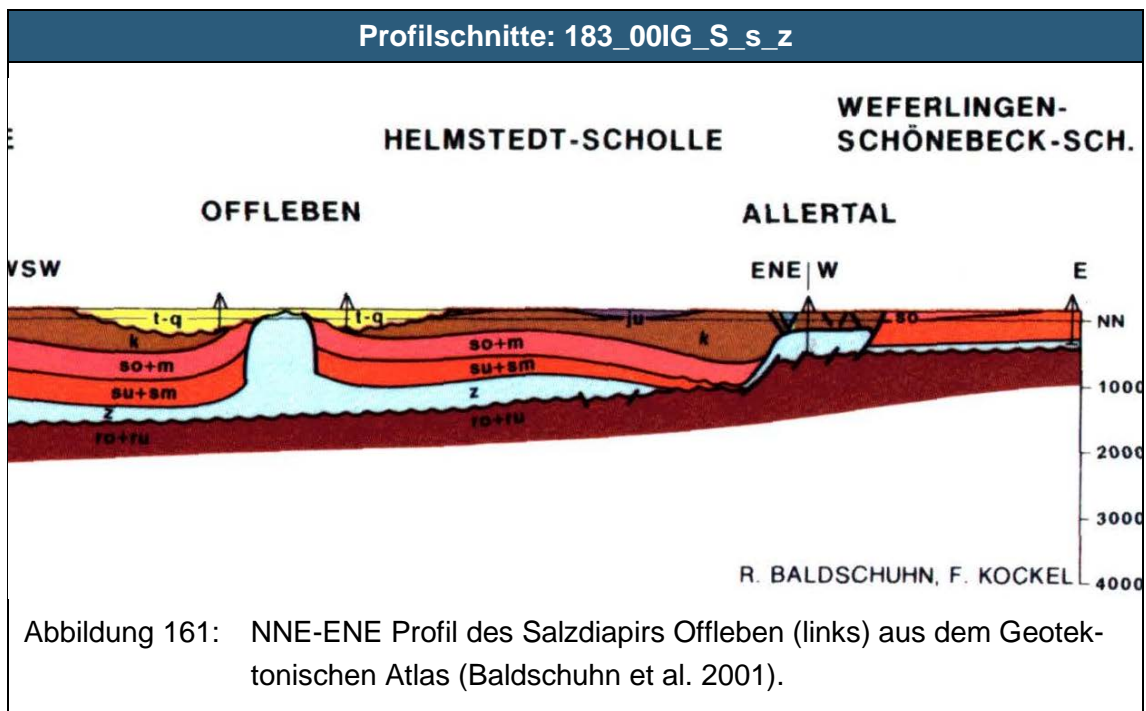 Profilschnitte: 183_00IG_S_s_z
WEFERLINGEN-
E HELMSTEDT-SCHOLLE SCHÖNEBECK-SCH.
OFFLEBEN ALLERTAL
WSW ENE | W E
t-q t-q ju so NN
k k
so+m so+m
su+sm su+sm
z z 1000
ro+ru ro+ru
2000
3000
R. BALDSCHUHN, F. KOCKEL 4000
Abbildung 161: NNE-ENE Profil des Salzdiapirs Offleben (links) aus dem Geotek-
tonischen Atlas (Baldschuhn et al. 2001).